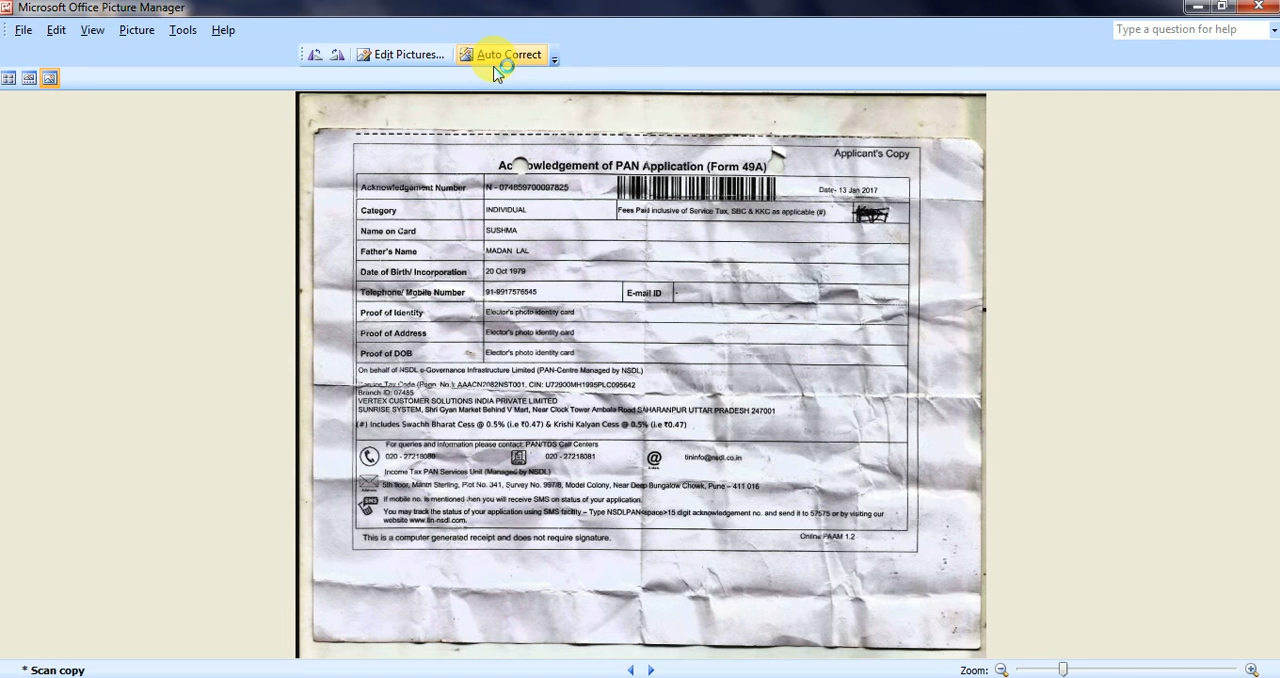 Microsoft Office Picture Manager
File Edit View Picture Tools Help
Type a question for help
Edit Pictures... Auto Correct
Applicant's Copy
Acknowledgement of PAN Application (Form 49A)
Acknowledgement Number N - 074859700097825 Date- 13 Jan 2017
Category INDIVIDUAL Fees Paid inclusive of Service Tax, SBC & KKC as applicable (#)
Name on Card SUSHMA
Father's Name MADAN LAL
Date of Birth/ Incorporation 20 Oct 1979
Telephone/ Mobile Number 91-9917576545 E-mail ID -
Proof of Identity Elector's photo identity card
Proof of Address Elector's photo identity card
Proof of DOB Elector's photo identity card
On behalf of NSDL e-Governance Infrastructure Limited (PAN-Centre Managed by NSDL)
Service Tax Code (Regn. No.): AAACN2082NST001, CIN: U72900MH1995PLC095642
Branch ID: 07485
VERTEX CUSTOMER SOLUTIONS INDIA PRIVATE LIMITED
SUNRISE SYSTEM, Shri Gyan Market Behind V Mart, Near Clock Tower Ambala Road SAHARANPUR UTTAR PRADESH 247001
(#) Includes Swachh Bharat Cess @ 0.5% (i.e ₹0.47) & Krishi Kalyan Cess @ 0.5% (i.e ₹0.47)
For queries and information please contact: PAN/TDS Call Centers
020 - 27218080 020 - 27218081 tininfo@nsdl.co.in
Income Tax PAN Services Unit (Managed by NSDL)
5th floor, Mantri Sterling, Plot No. 341, Survey No. 997/8, Model Colony, Near Deep Bungalow Chowk, Pune – 411 016
If mobile no. is mentioned then you will receive SMS on status of your application.
You may track the status of your application using SMS facility – Type NSDLPAN<space>15 digit acknowledgement no. and send it to 57575 or by visiting our
website www.tin-nsdl.com.
This is a computer generated receipt and does not require signature. Online PAAM 1.2
* Scan copy Zoom: